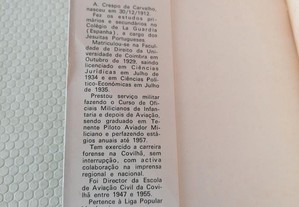 A. Crespo de Carvalho,
nasceu em 30/12/1912
Fez os estudos pri-
mários e secundários no
Colégio de La Guardia
(Espanha), a cargo dos
Jesuítas Portugueses
Matriculou-se na Facul-
dade de Direito da Uni-
versidade de Coimbra em
Outubro de 1929, sendo
licenciado em Ciências
Jurídicas em Julho de
1934 e em Ciências Polí-
tico-Económicas em Julho
de 1935.
Prestou serviço militar
fazendo o Curso de Ofi-
ciais Milicianos de Infan-
taria e depois de Aviação,
sendo graduado em Te-
nente Piloto Aviador Mi-
liciano e perfazendo está-
gios anuais até 1957.
Tem exercido a carreira
forense na Covilhã, sem
interrupção, com activa
colaboração na imprensa
regional e nacional.
Foi Director da Escola
de Aviação Civil da Covi-
lhã entre 1947 e 1955.
Pertence à Liga Popular